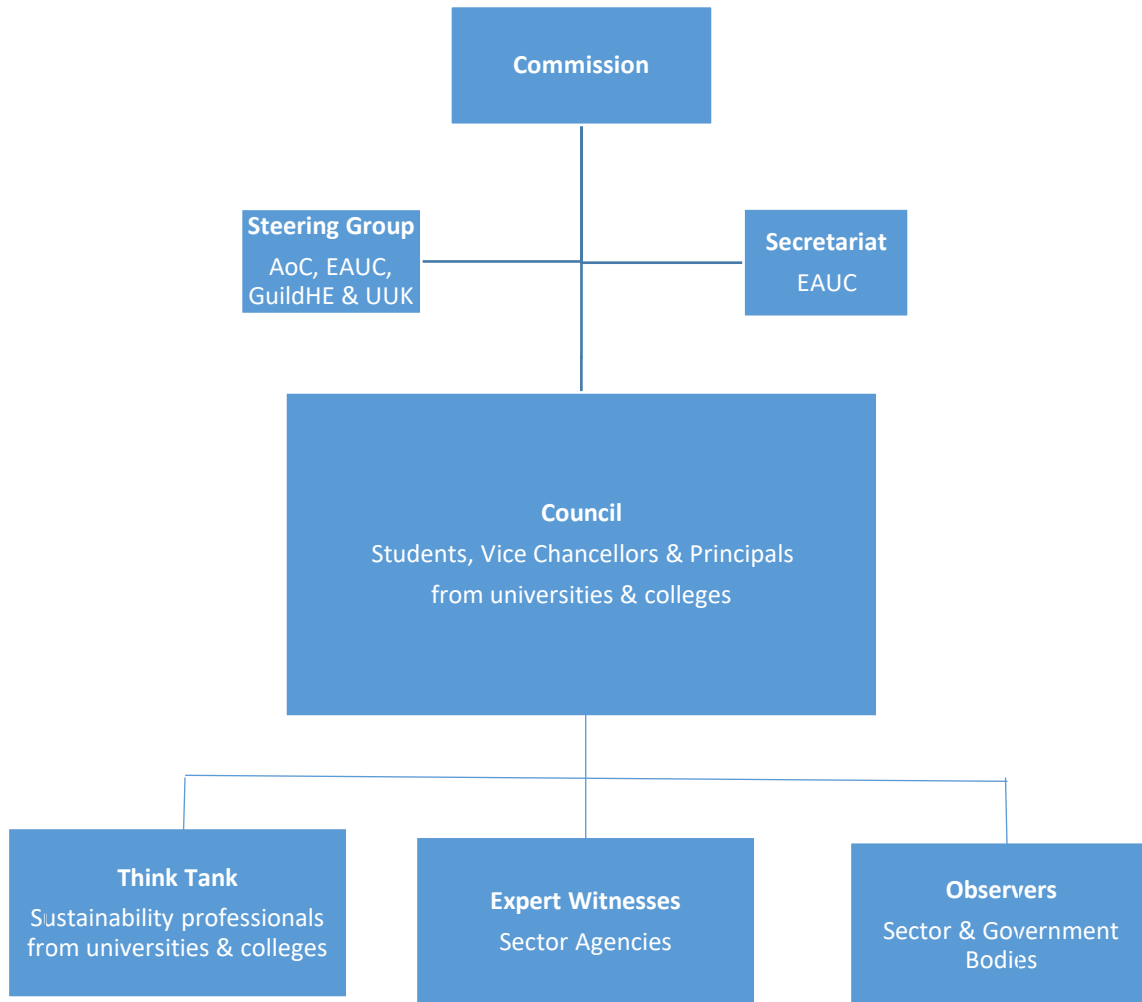 Commission
Steering Group
AoC, EAUC,
GuildHE & UUK
Secretariat
EAUC
Council
Students, Vice Chancellors & Principals
from universities & colleges
Think Tank
Sustainability professionals
from universities & colleges
Expert Witnesses
Sector Agencies
Observers
Sector & Government
Bodies